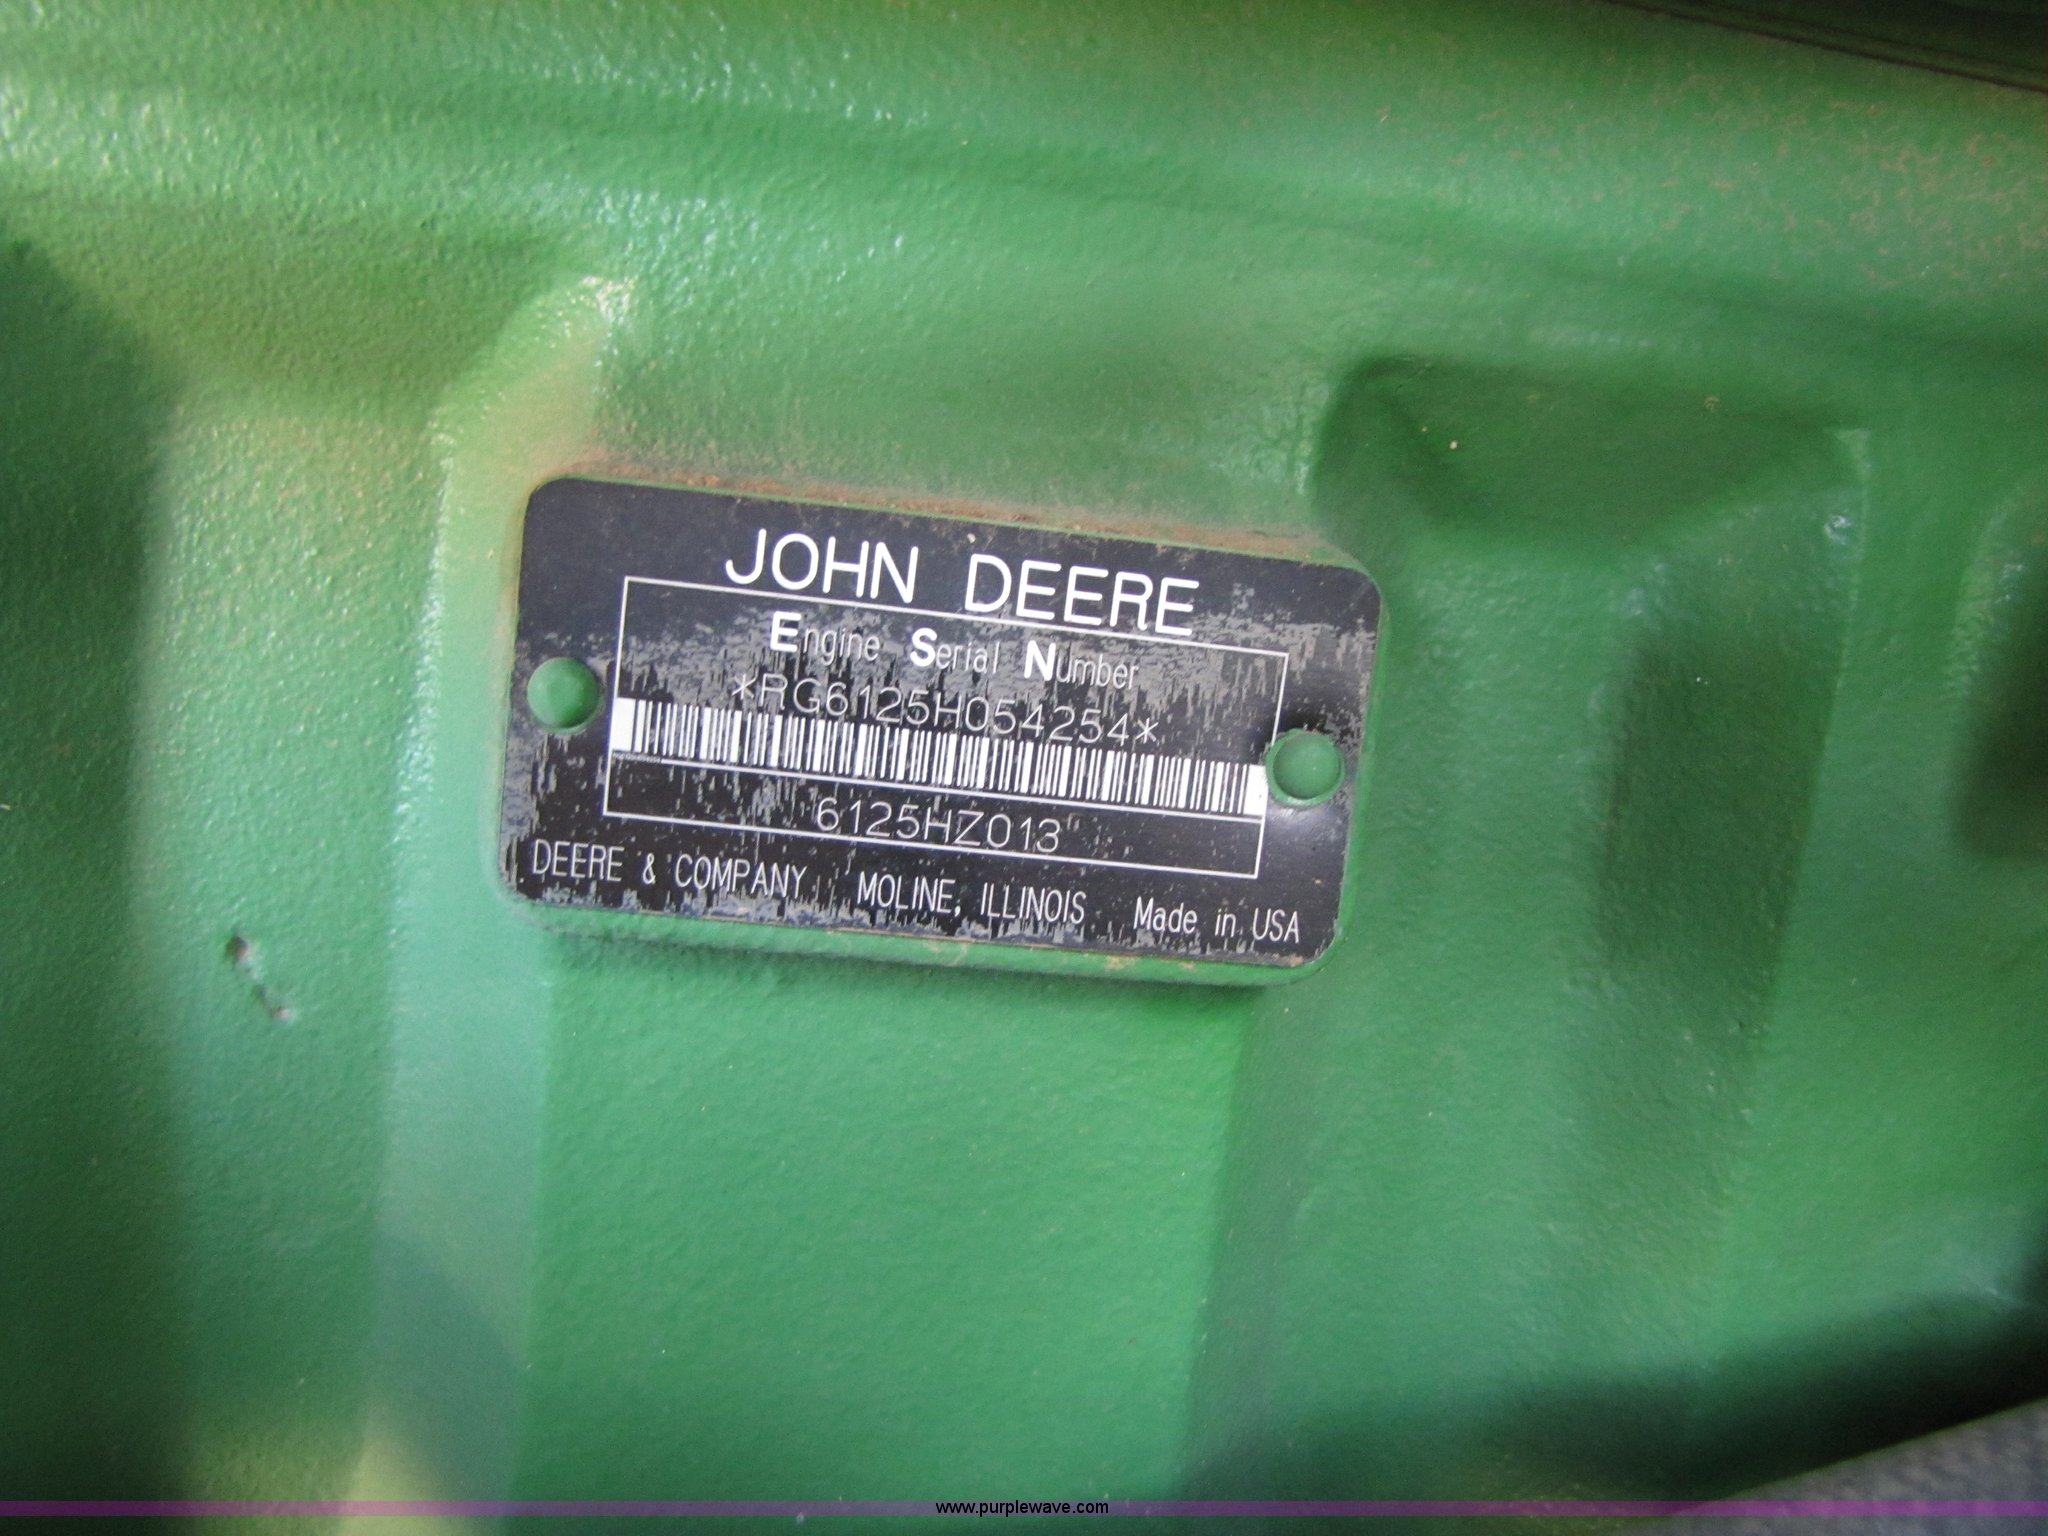 JOHN DEERE
Engine Serial Number
*RG6125H054254*
6125HZ013
DEERE & COMPANY MOLINE, ILLINOIS Made in USA
www.purplewave.com